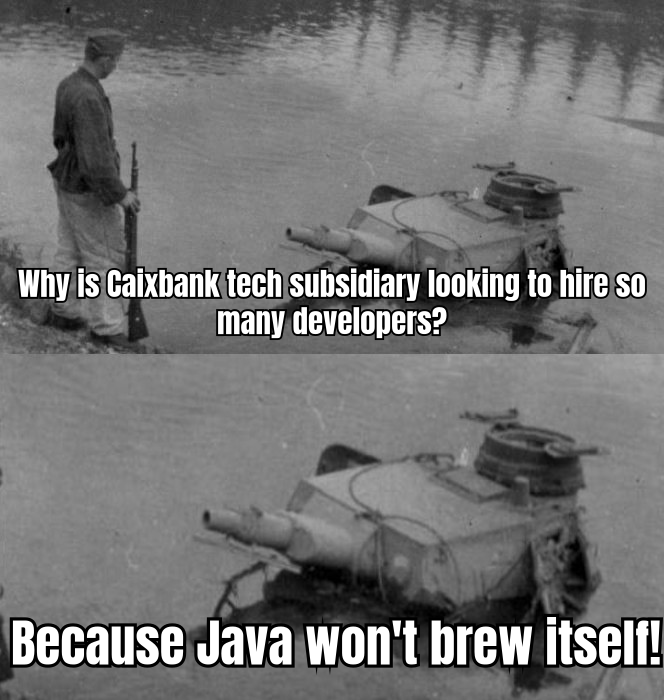 Why is Caixbank tech subsidiary looking to hire so
many developers?
Because Java won't brew itself!